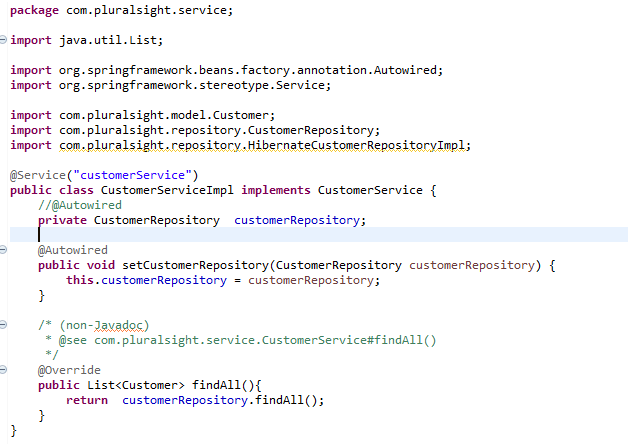 package com.pluralsight.service;
import java.util.List;
import org.springframework.beans.factory.annotation.Autowired;
import org.springframework.stereotype.Service;
import com.pluralsight.model.Customer;
import com.pluralsight.repository.CustomerRepository;
import com.pluralsight.repository.HibernateCustomerRepositoryImpl;
@Service("customerService")
public class CustomerServiceImpl implements CustomerService {
    //@Autowired
    private CustomerRepository  customerRepository;
    @Autowired
    public void setCustomerRepository(CustomerRepository customerRepository) {
        this.customerRepository = customerRepository;
    }
    /* (non-Javadoc)
     * @see com.pluralsight.service.CustomerService#findAll()
     */
    @Override
    public List<Customer> findAll(){
        return  customerRepository.findAll();
    }
}